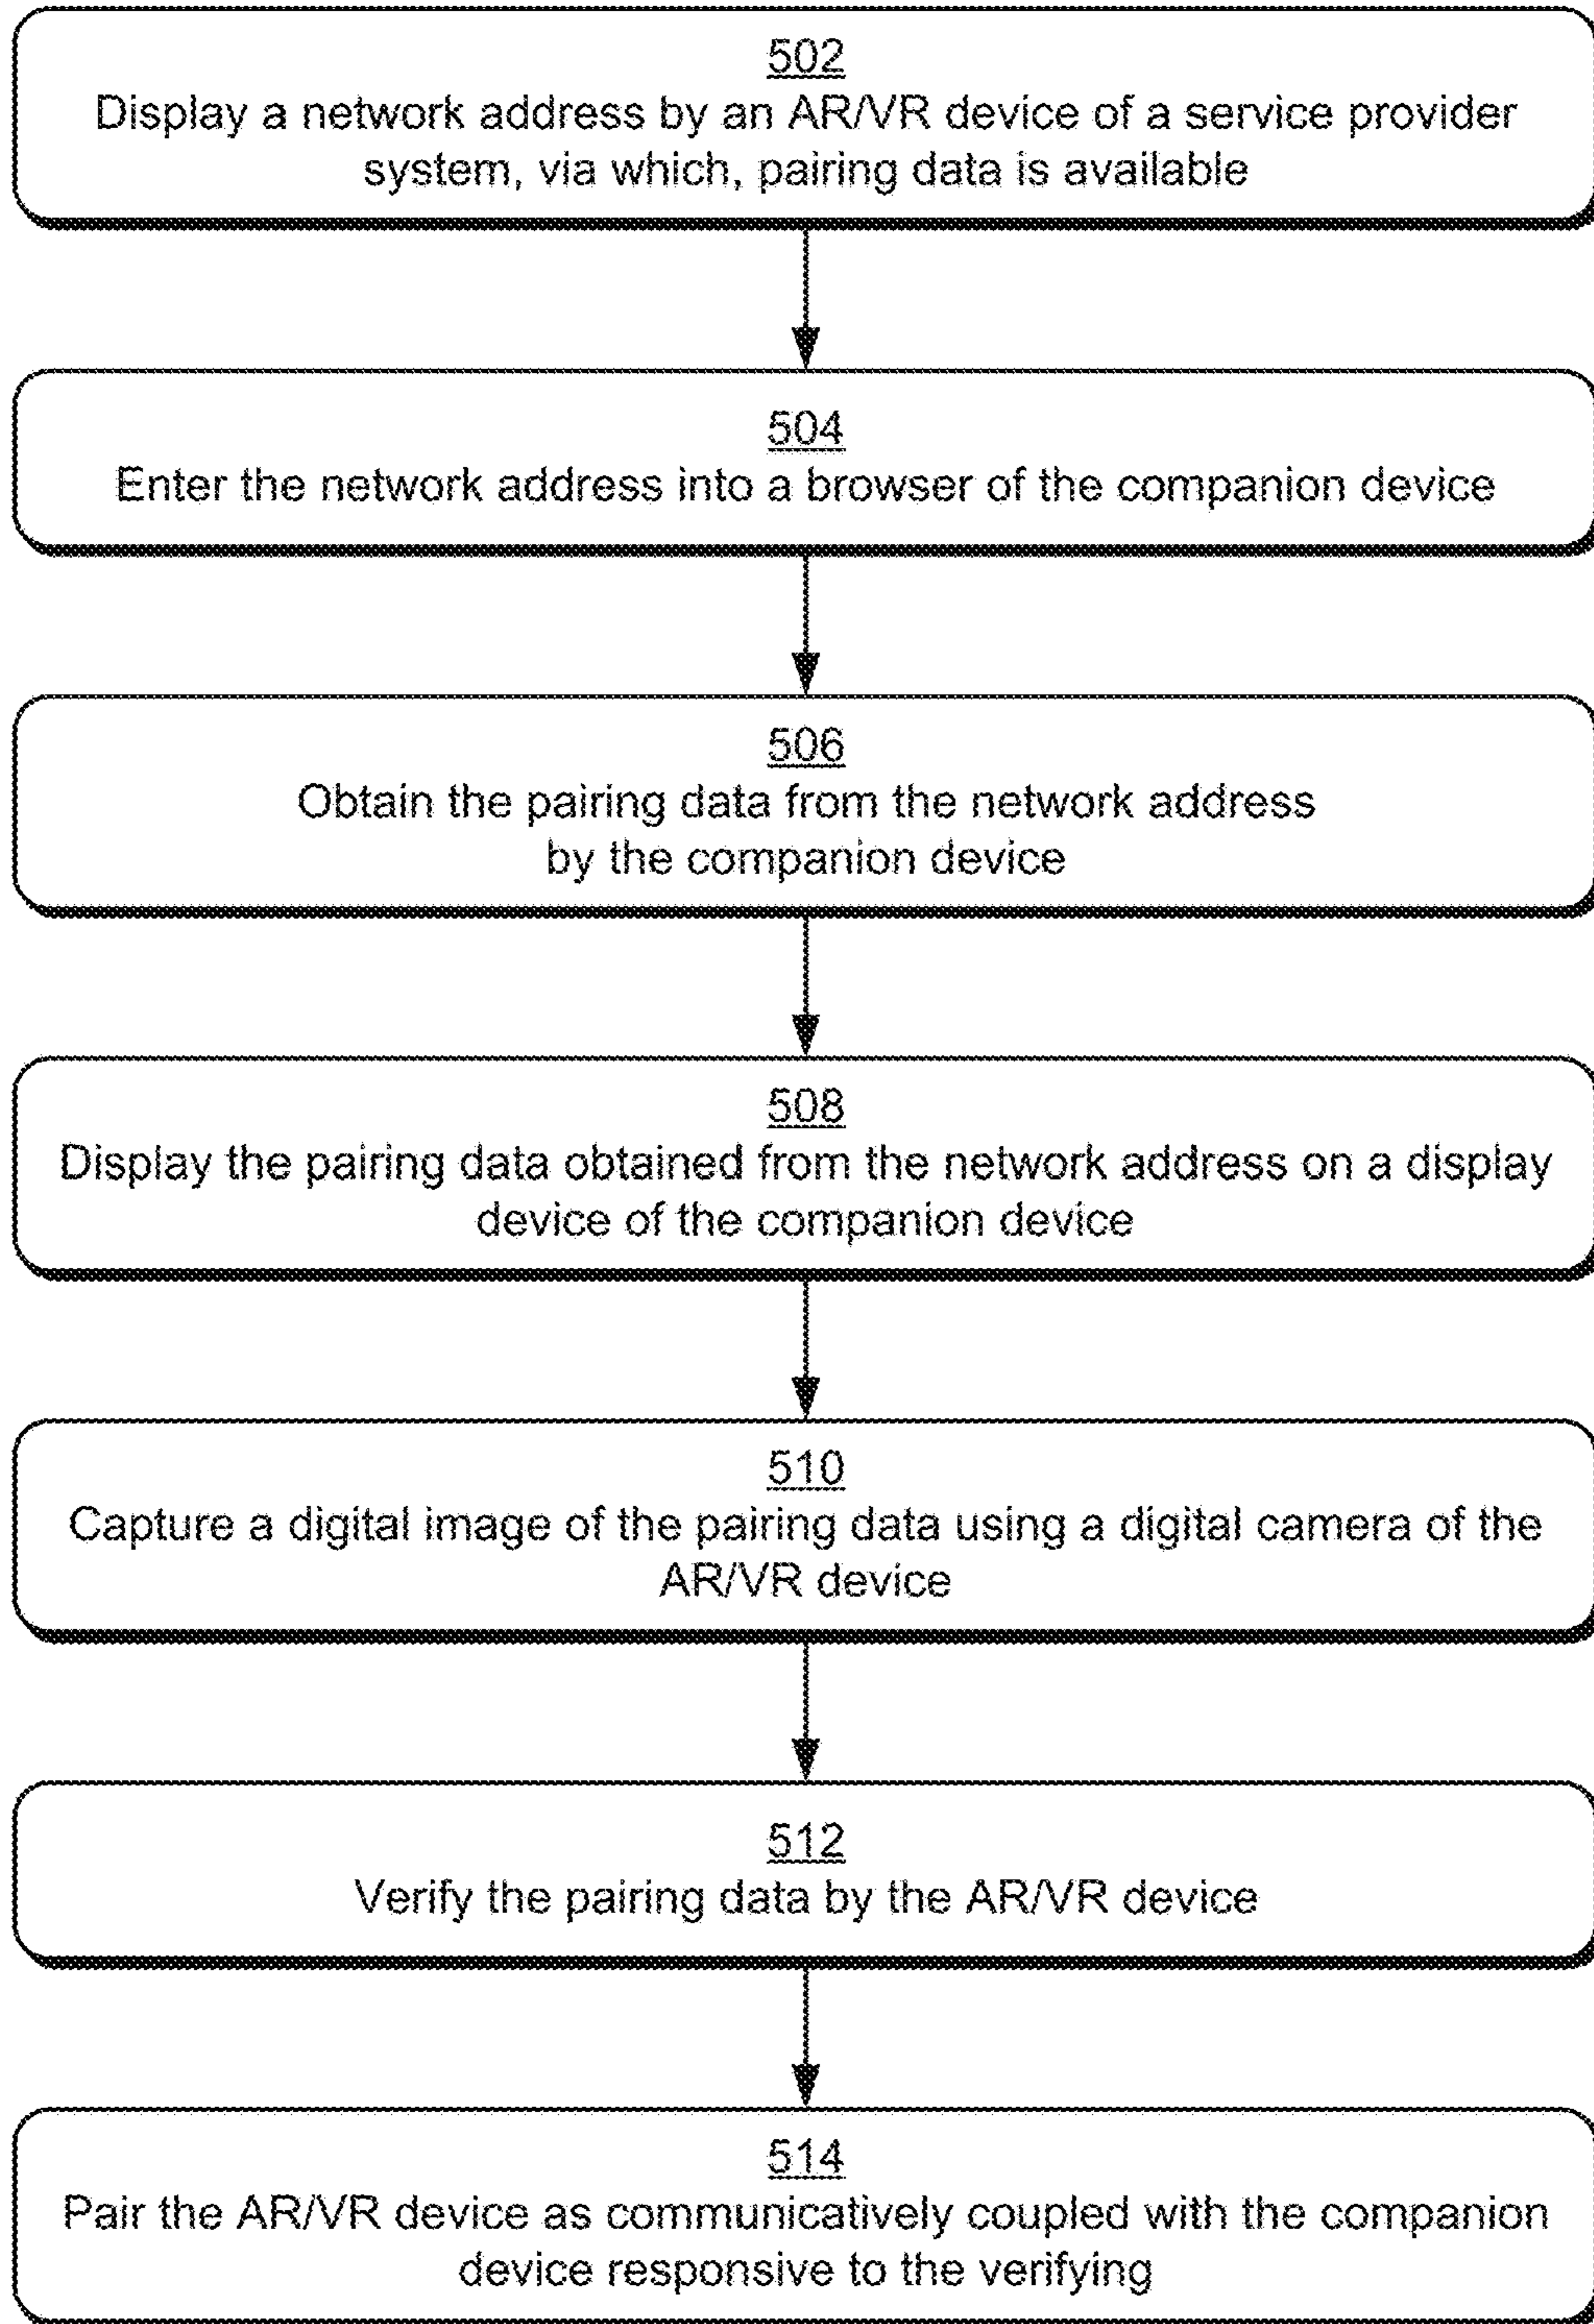 502
Display a network address by an AR/VR device of a service provider
system, via which, pairing data is available
504
Enter the network address into a browser of the companion device
506
Obtain the pairing data from the network address
by the companion device
508
Display the pairing data obtained from the network address on a display
device of the companion device
510
Capture a digital image of the pairing data using a digital camera of the
AR/VR device
512
Verify the pairing data by the AR/VR device
514
Pair the AR/VR device as communicatively coupled with the companion
device responsive to the verifying